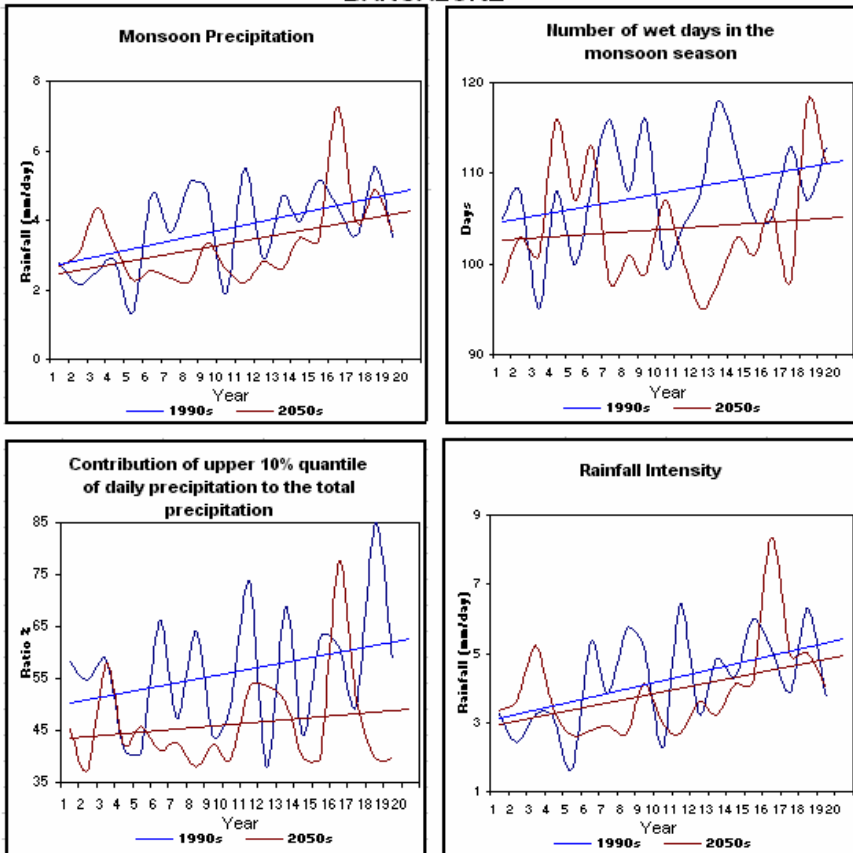 Monsoon Precipitation
8
6
4
2
0
Rainfall (mm/day)
1 2 3 4 5 6 7 8 9 10 11 12 13 14 15 16 17 18 19 20
Year
1990s 2050s
Number of wet days in the
monsoon season
120
110
100
90
Days
1 2 3 4 5 6 7 8 9 10 11 12 13 14 15 16 17 18 19 20
Year
1990s 2050s
Contribution of upper 10% quantile
of daily precipitation to the total
precipitation
85
75
65
55
45
35
Ratio %
1 2 3 4 5 6 7 8 9 10 11 12 13 14 15 16 17 18 19 20
Year
1990s 2050s
Rainfall Intensity
9
7
5
3
1
Rainfall (mm/day)
1 2 3 4 5 6 7 8 9 10 11 12 13 14 15 16 17 18 19 20
Year
1990s 2050s